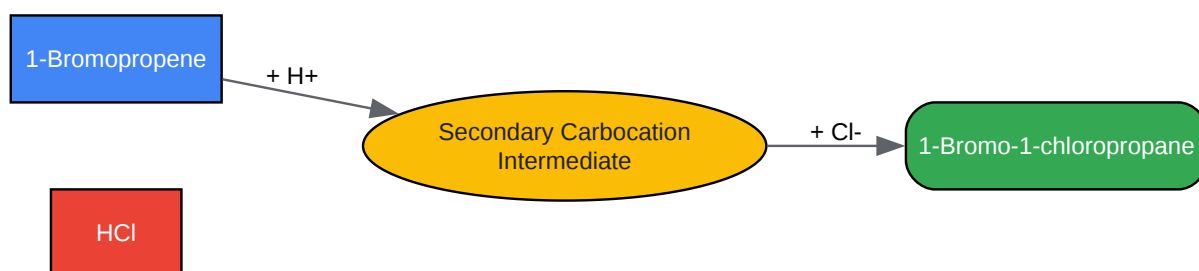 1-Bromopropene
+ H+
Secondary Carbocation
Intermediate
+ Cl-
1-Bromo-1-chloropropane
HCl